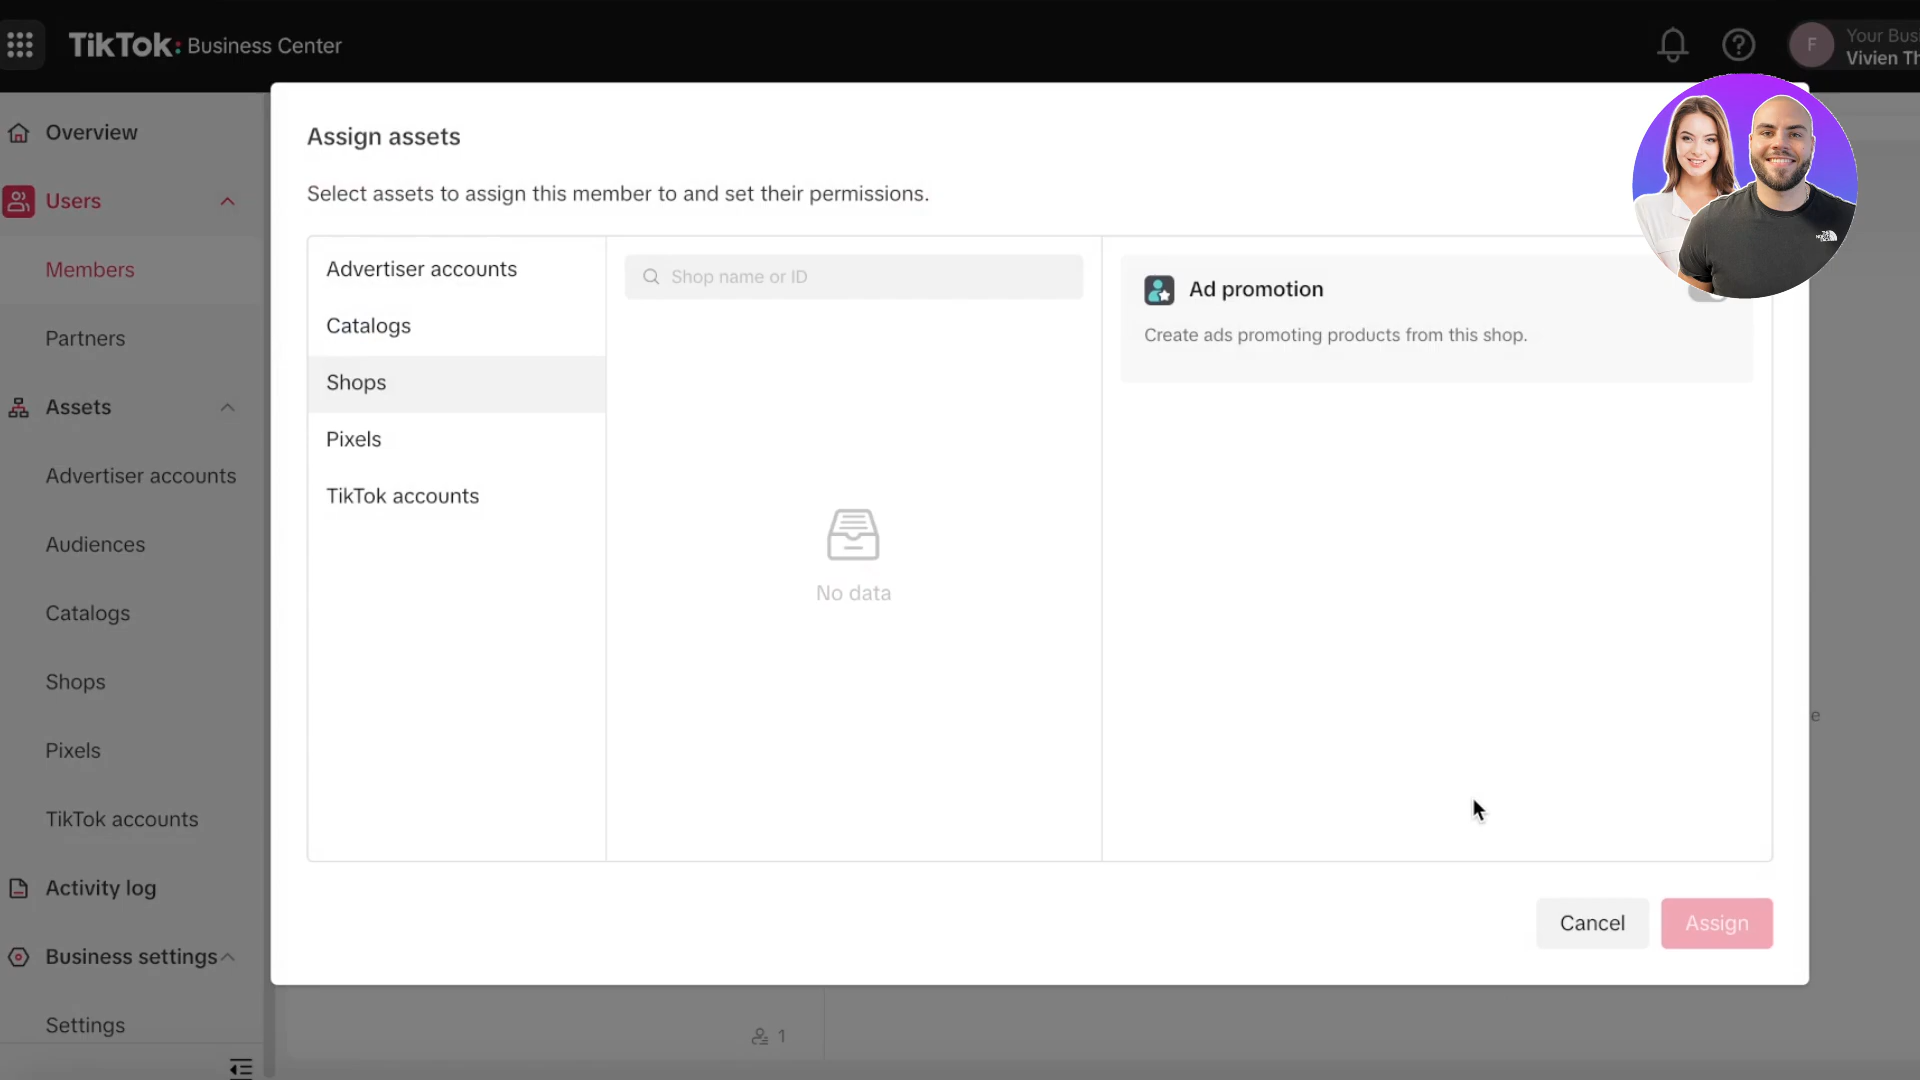 TikTok: Business Center
F
Your Busi
Vivien Th
Overview
Users
Members
Partners
Assets
Advertiser accounts
Audiences
Catalogs
Shops
Pixels
TikTok accounts
Activity log
Business settings
Settings
Assign assets
Select assets to assign this member to and set their permissions.
Advertiser accounts
Catalogs
Shops
Pixels
TikTok accounts
Shop name or ID
No data
Ad promotion
Create ads promoting products from this shop.
Cancel
Assign
e
1